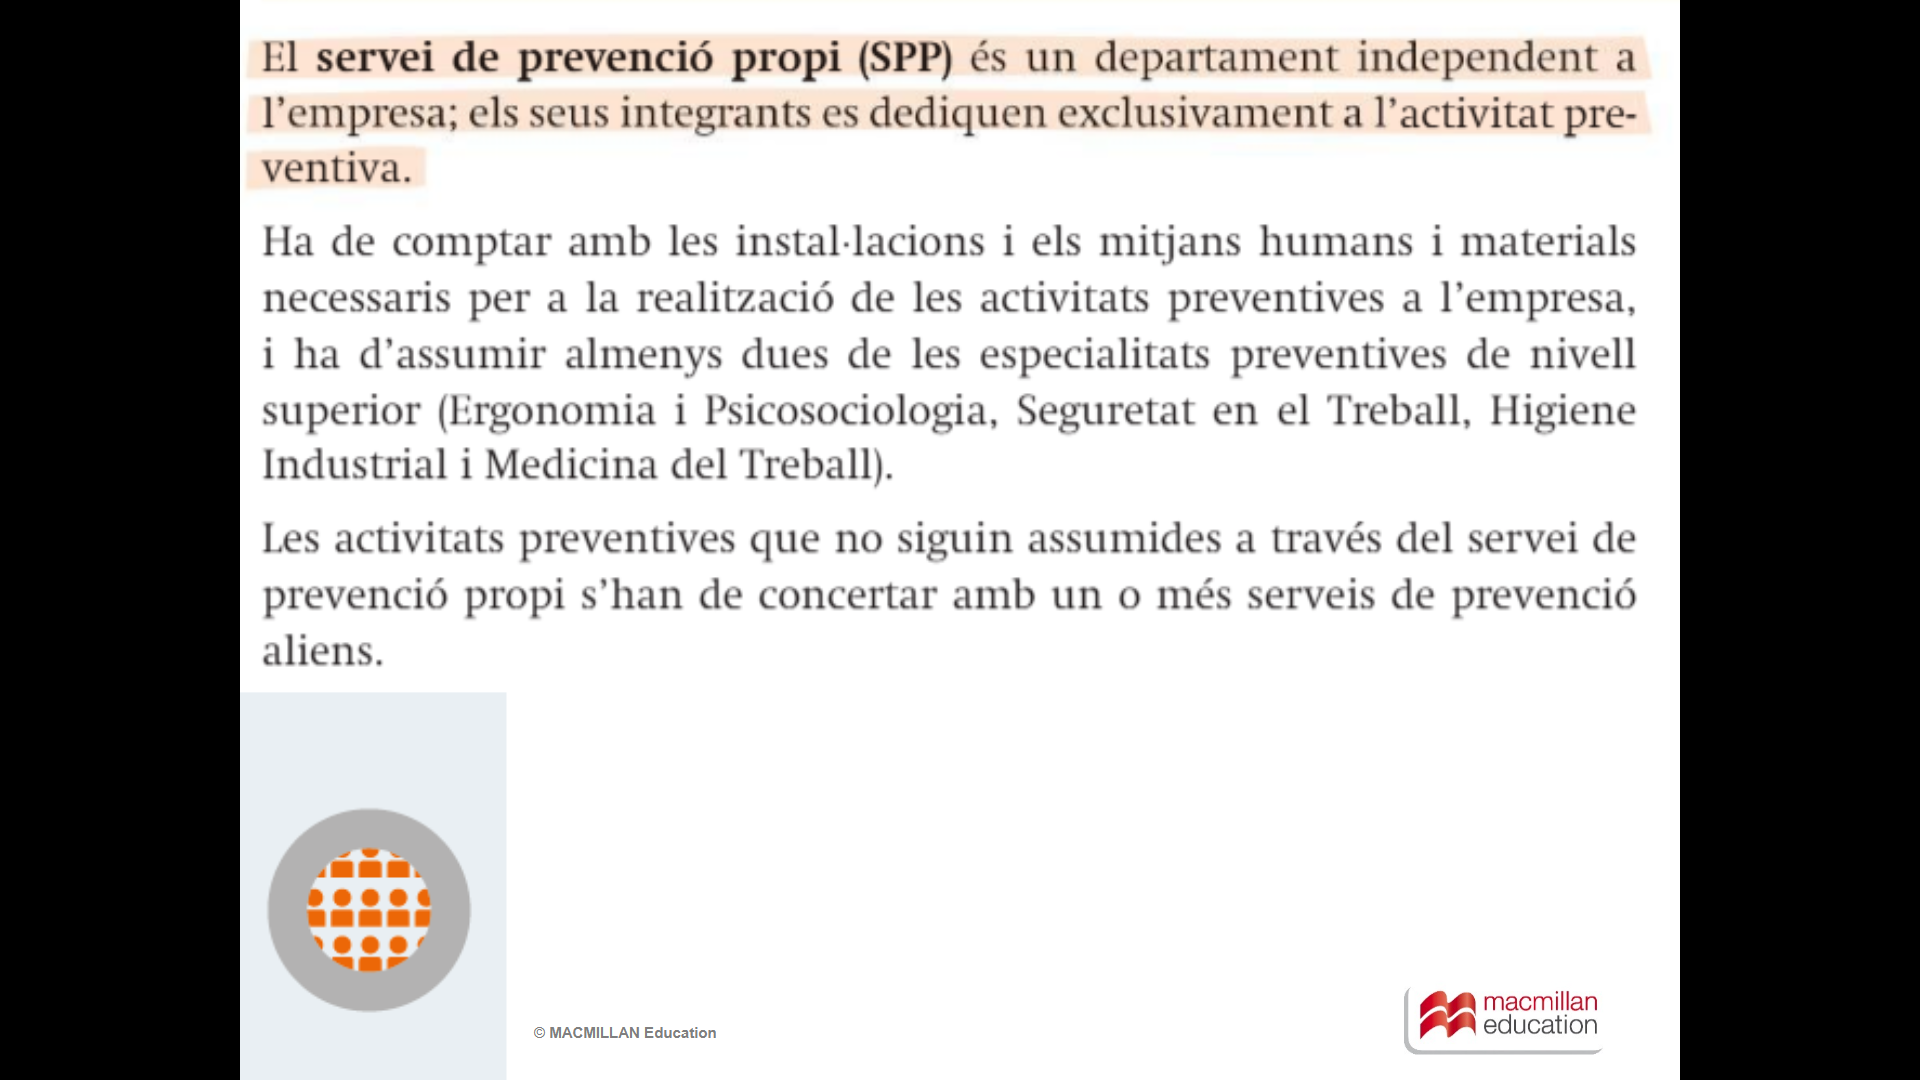 El servei de prevenció propi (SPP) és un departament independent a
l’empresa; els seus integrants es dediquen exclusivament a l’activitat pre-
ventiva.
Ha de comptar amb les instal·lacions i els mitjans humans i materials
necessaris per a la realització de les activitats preventives a l’empresa,
i ha d’assumir almenys dues de les especialitats preventives de nivell
superior (Ergonomia i Psicosociologia, Seguretat en el Treball, Higiene
Industrial i Medicina del Treball).
Les activitats preventives que no siguin assumides a través del servei de
prevenció propi s’han de concertar amb un o més serveis de prevenció
aliens.
© MACMILLAN Education
macmillan
education